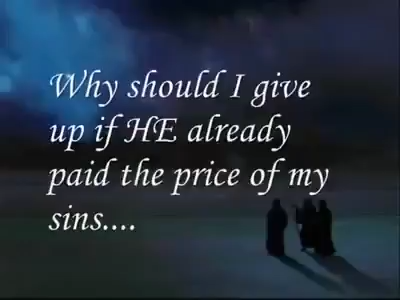 Why should I give
up if HE already
paid the price of my
sins....